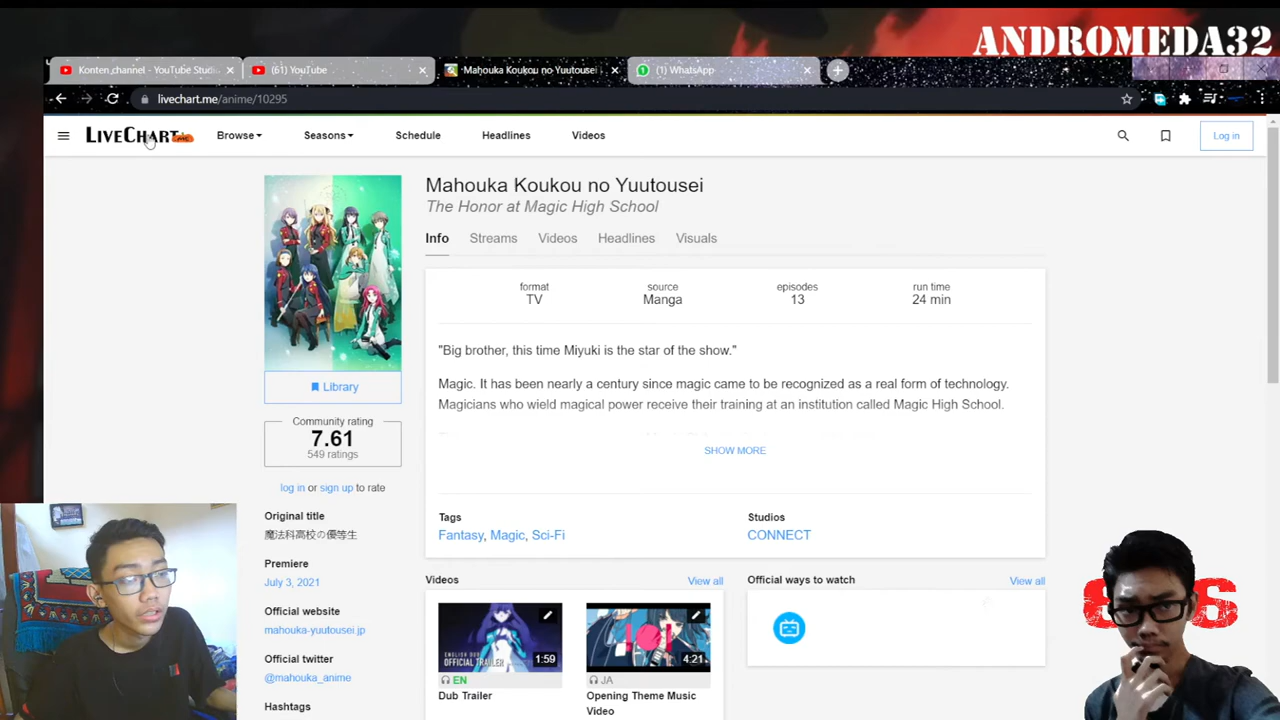 ANDROMEDA32
Konten channel - YouTube Studi
(61) YouTube
Mahouka Koukou no Yuutousei
(1) WhatsApp
livechart.me/anime/10295
LIVECHART
Browse
Seasons
Schedule
Headlines
Videos
Log in
Mahouka Koukou no Yuutousei
The Honor at Magic High School
Info
Streams
Videos
Headlines
Visuals
format
TV
source
Manga
episodes
13
run time
24 min
"Big brother, this time Miyuki is the star of the show."
Magic. It has been nearly a century since magic came to be recognized as a real form of technology.
Magicians who wield magical power receive their training at an institution called Magic High School.
SHOW MORE
Library
Community rating
7.61
549 ratings
log in or sign up to rate
Original title
魔法科高校の優等生
Premiere
July 3, 2021
Official website
mahouka-yuutousei.jp
Official twitter
@mahouka_anime
Hashtags
Tags
Fantasy, Magic, Sci-Fi
Studios
CONNECT
Videos
View all
ENGLISH DUB
OFFICIAL TRAILER
1:59
EN
Dub Trailer
4:21
JA
Opening Theme Music
Video
Official ways to watch
View all